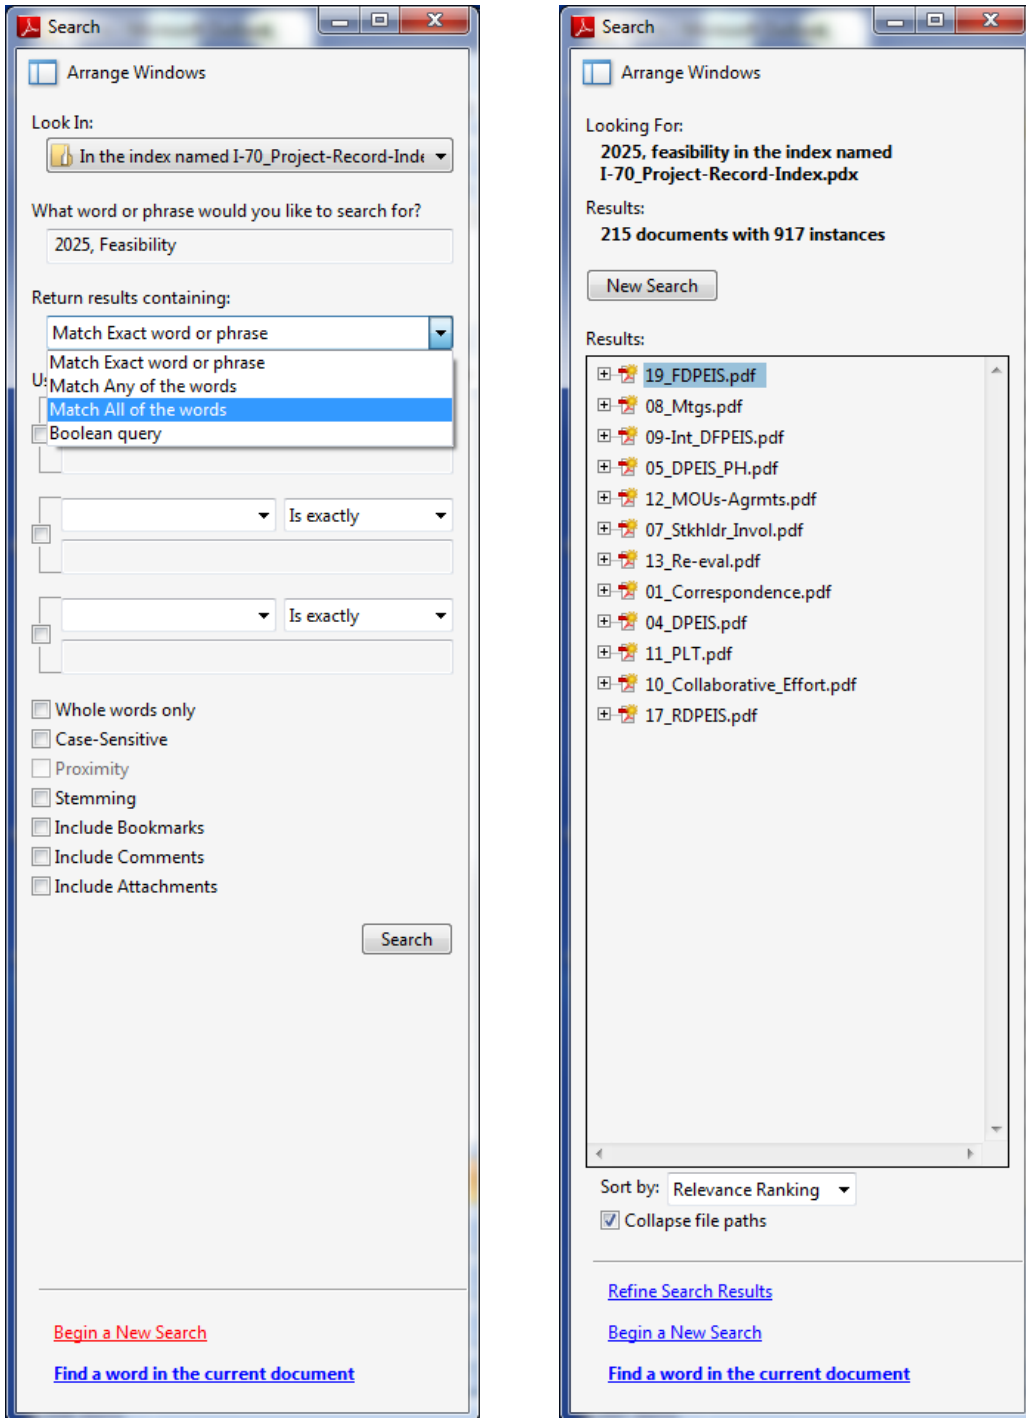 Search
Arrange Windows
Look In:
In the index named I-70_Project-Record-Inde
What word or phrase would you like to search for?
2025, Feasibility
Return results containing:
Match Exact word or phrase
Match Exact word or phrase
Match Any of the words
Match All of the words
Boolean query
Is exactly
Is exactly
Whole words only
Case-Sensitive
Proximity
Stemming
Include Bookmarks
Include Comments
Include Attachments
Search
Begin a New Search
Find a word in the current document
Search
Arrange Windows
Looking For:
2025, feasibility in the index named
I-70_Project-Record-Index.pdx
Results:
215 documents with 917 instances
New Search
Results:
19_FDPEIS.pdf
08_Mtgs.pdf
09-Int_DFPEIS.pdf
05_DPEIS_PH.pdf
12_MOUs-Agrmts.pdf
07_Stkhldr_Invol.pdf
13_Re-eval.pdf
01_Correspondence.pdf
04_DPEIS.pdf
11_PLT.pdf
10_Collaborative_Effort.pdf
17_RDPEIS.pdf
Sort by: Relevance Ranking
Collapse file paths
Refine Search Results
Begin a New Search
Find a word in the current document